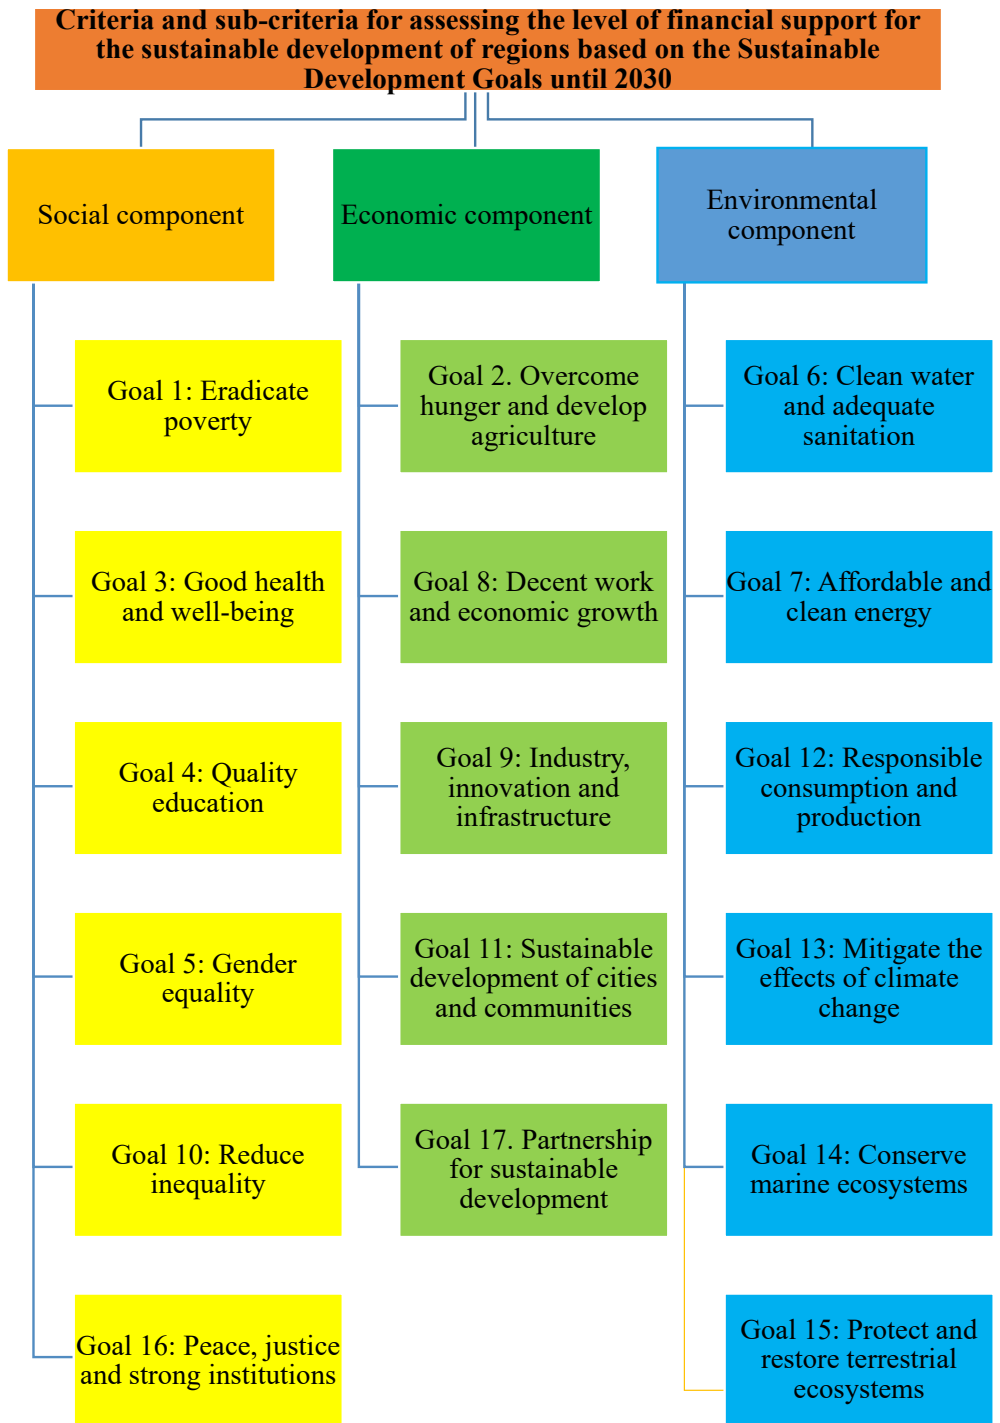 Criteria and sub-criteria for assessing the level of financial support for
the sustainable development of regions based on the Sustainable
Development Goals until 2030
Social component
Economic component
Environmental
component
Goal 1: Eradicate
poverty
Goal 3: Good health
and well-being
Goal 4: Quality
education
Goal 5: Gender
equality
Goal 10: Reduce
inequality
Goal 16: Peace, justice
and strong institutions
Goal 2. Overcome
hunger and develop
agriculture
Goal 8: Decent work
and economic growth
Goal 9: Industry,
innovation and
infrastructure
Goal 11: Sustainable
development of cities
and communities
Goal 17. Partnership
for sustainable
development
Goal 6: Clean water
and adequate
sanitation
Goal 7: Affordable and
clean energy
Goal 12: Responsible
consumption and
production
Goal 13: Mitigate the
effects of climate
change
Goal 14: Conserve
marine ecosystems
Goal 15: Protect and
restore terrestrial
ecosystems